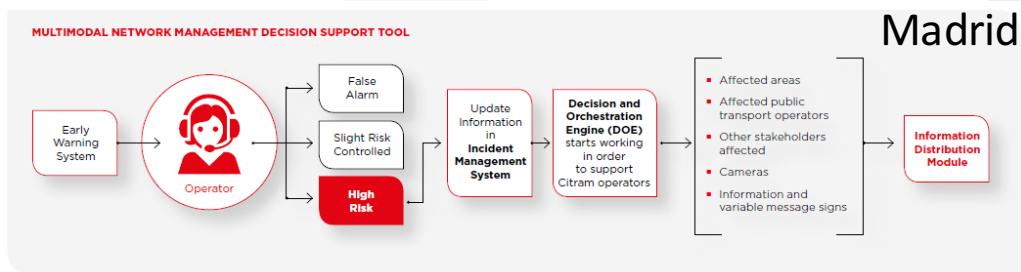 Madrid
MULTIMODAL NETWORK MANAGEMENT DECISION SUPPORT TOOL
Early
Warning
System
Operator
False
Alarm
Slight Risk
Controlled
High
Risk
Update
Information
in
Incident
Management
System
Decision and
Orchestration
Engine (DOE)
starts working
in order
to support
Citram operators
Affected areas
Affected public
transport operators
Other stakeholders
affected
Cameras
Information and
variable message signs
Information
Distribution
Module